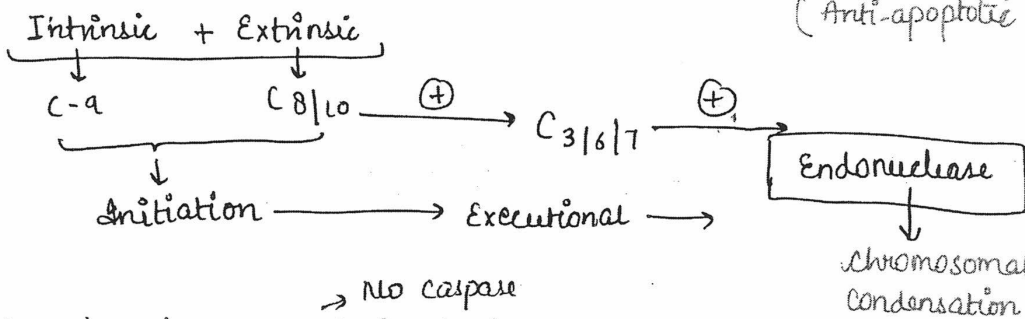 (Anti-apoptotic
Intrinsic + Extrinsic
C-9 C 8/10 + C 3/6/7 + Endonuclease
Initiation Executional
chromosomal
condensation
No caspase